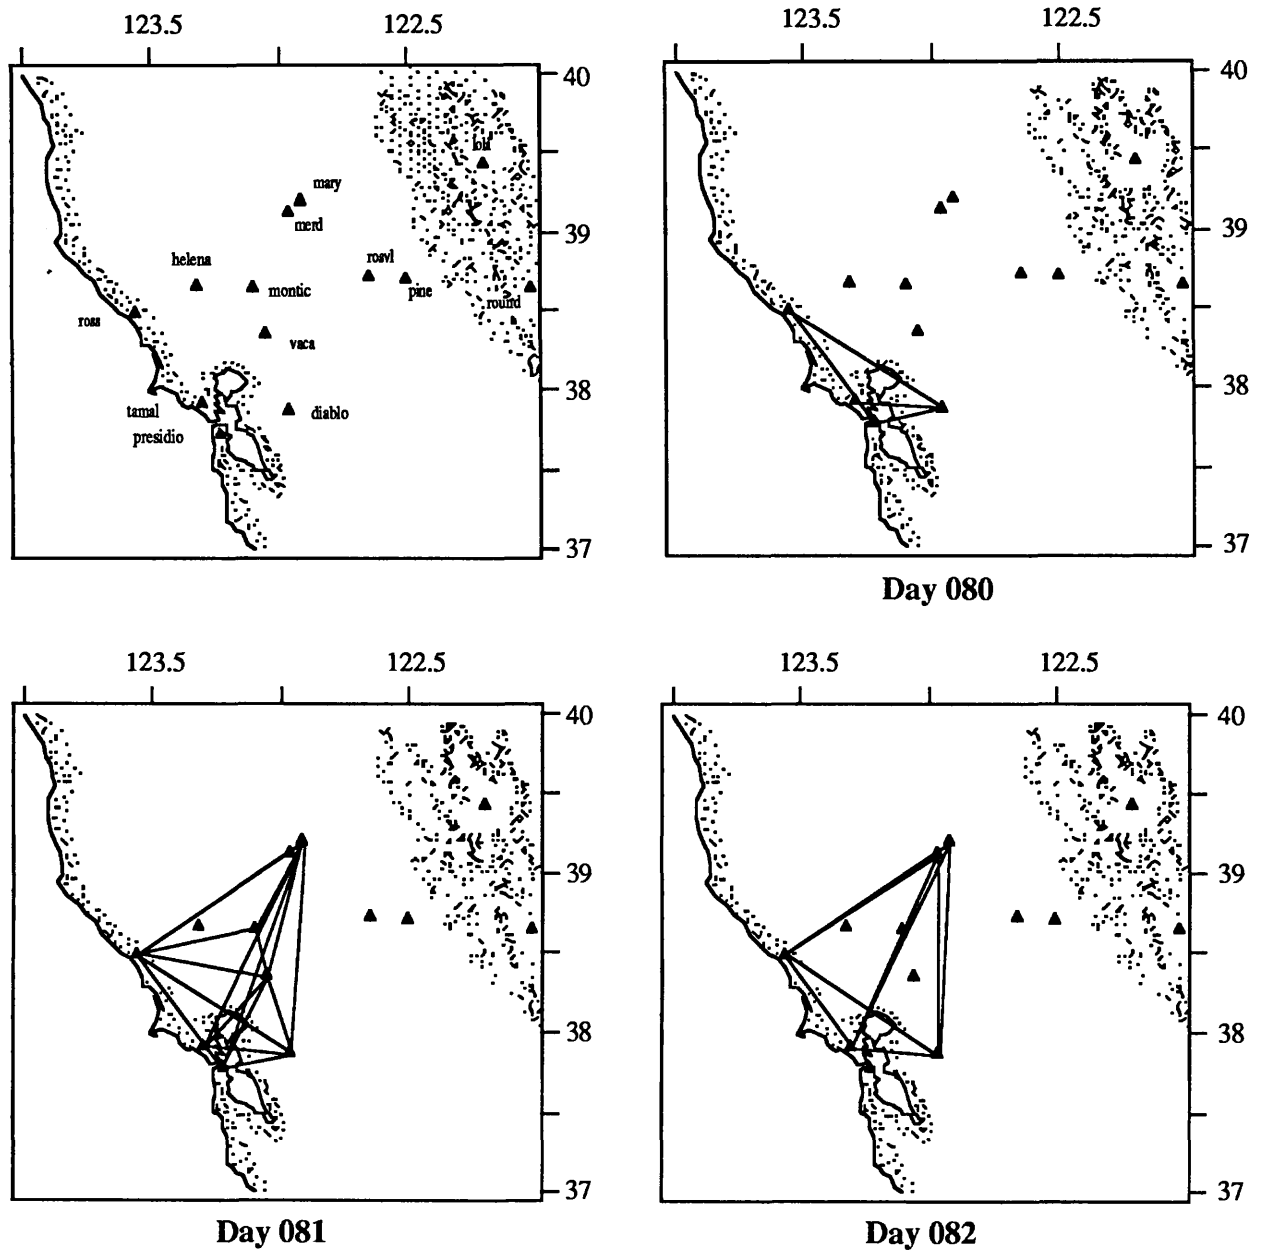 123.5 122.5
40
lola
mary
merd
39
helena
rosvl
pine
montic
round
ross
vaca
38
tamal
diablo
presidio
37
123.5 122.5
40
39
38
37
Day 080
123.5 122.5
40
39
38
37
Day 081
123.5 122.5
40
39
38
37
Day 082